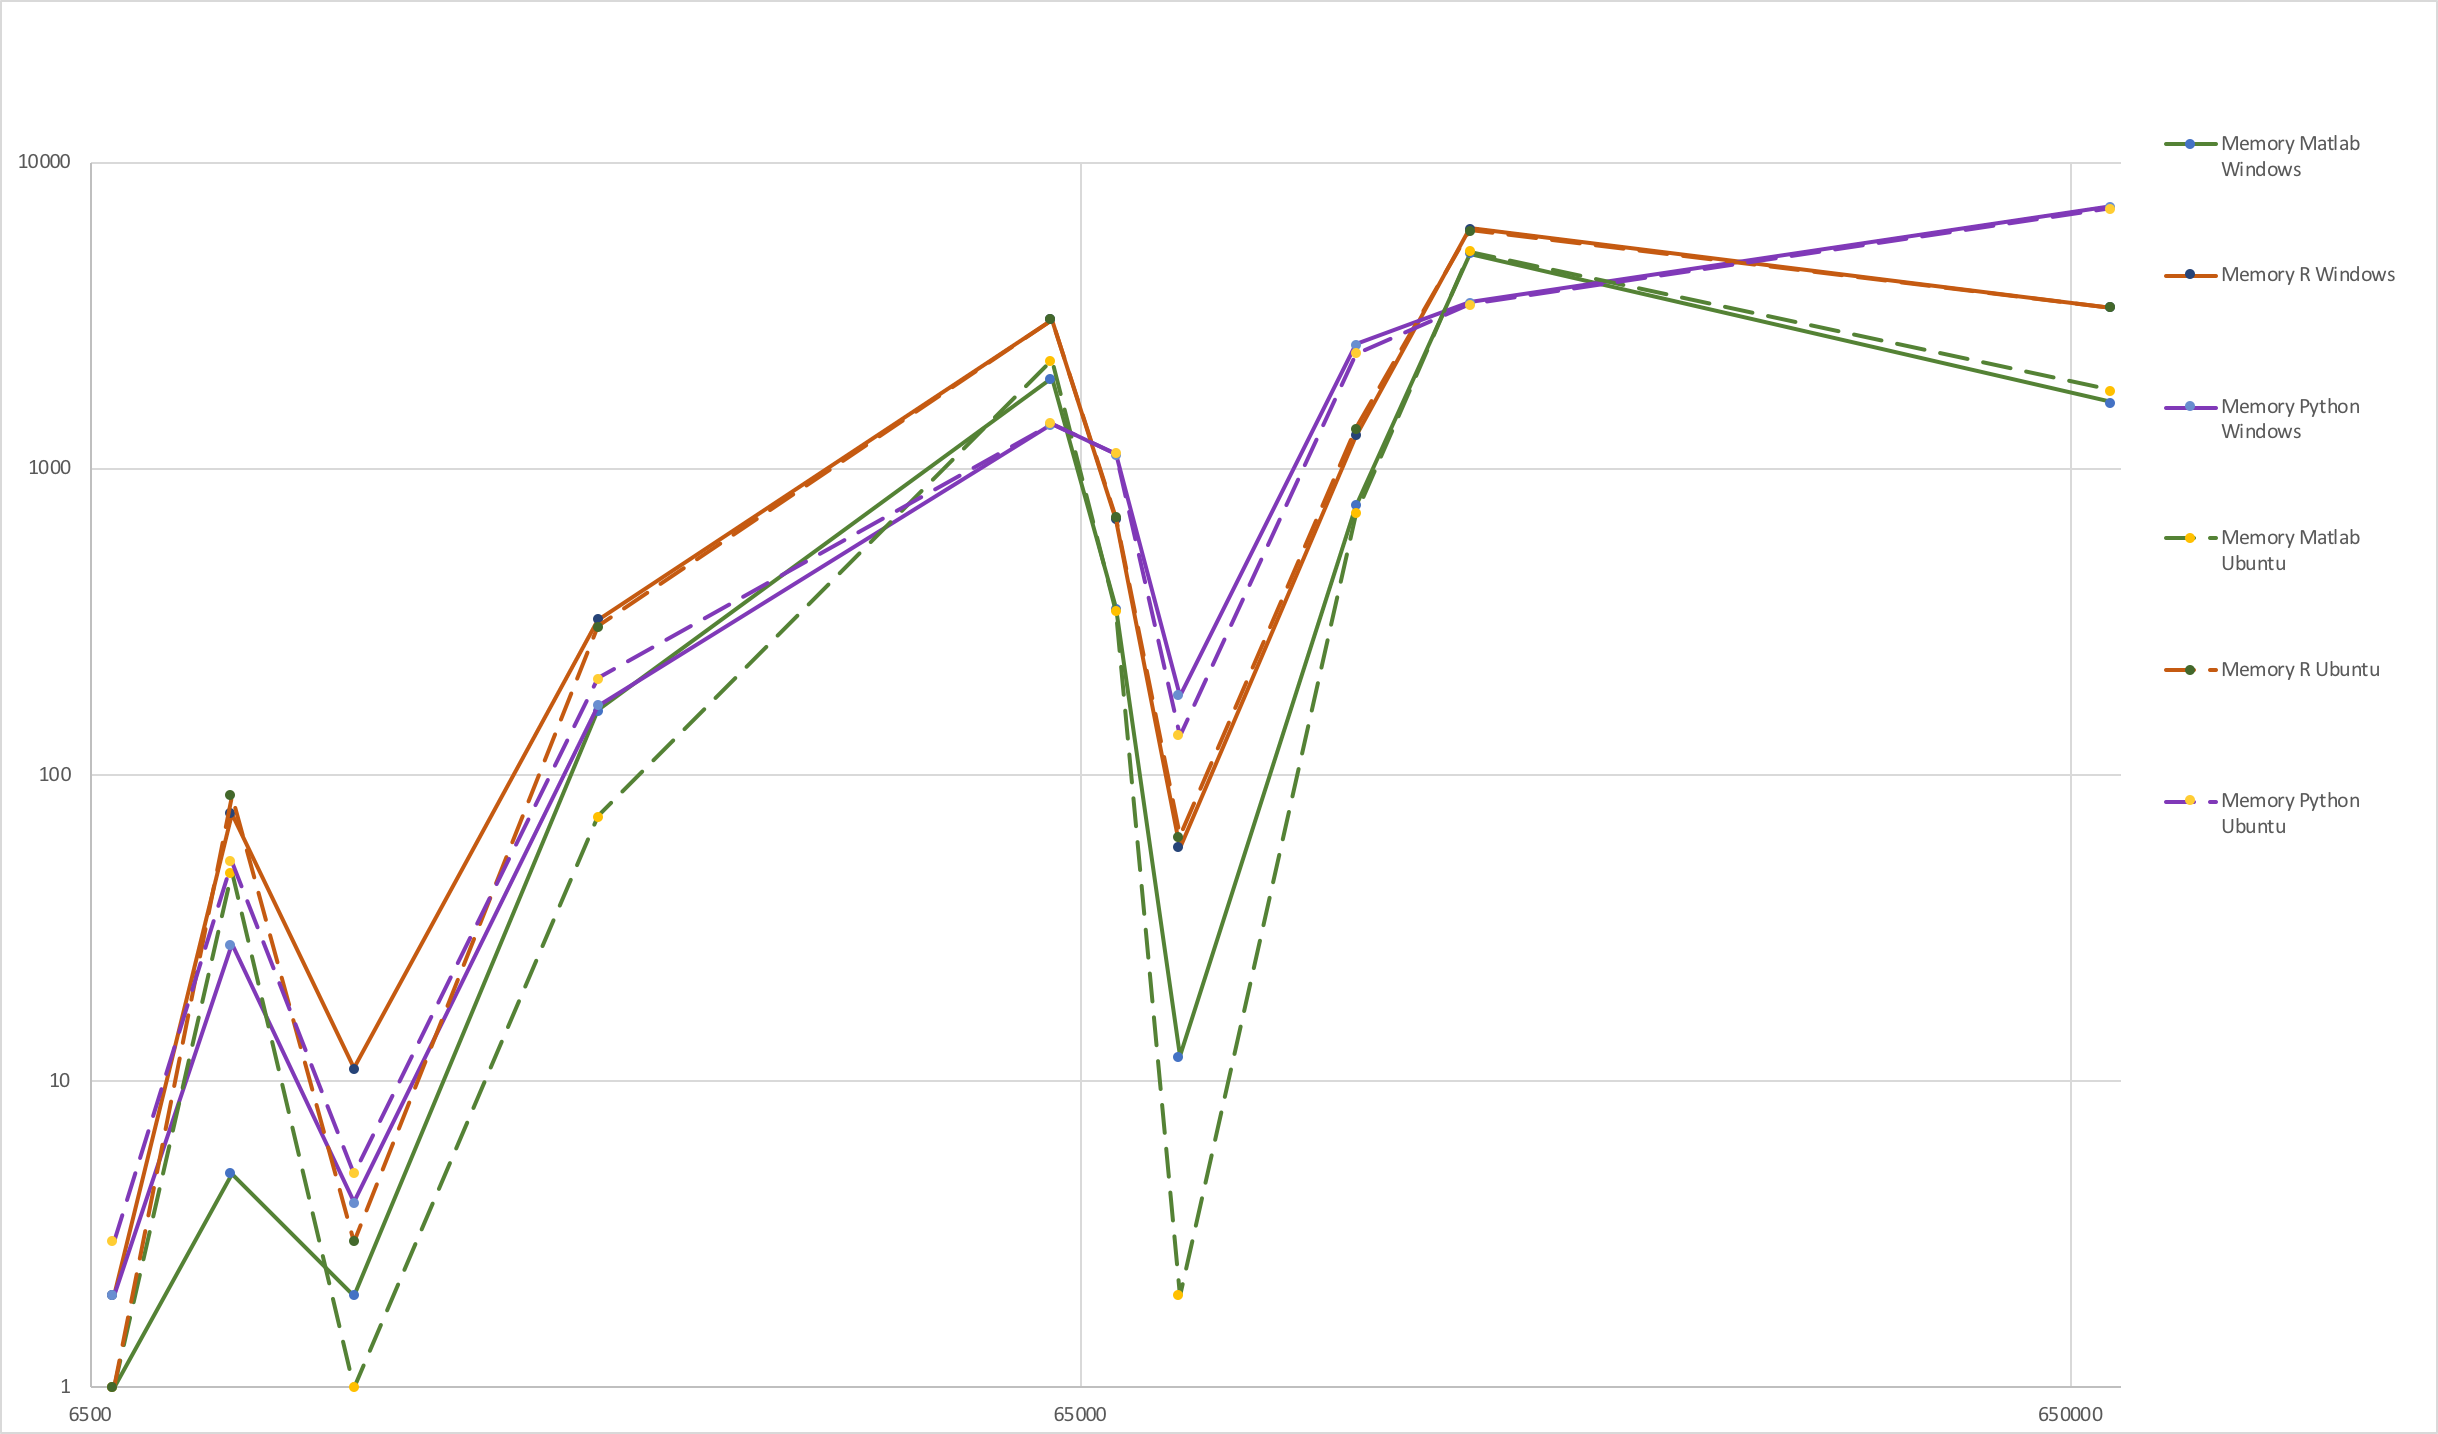 10000
1000
100
10
1
6500
65000
650000
Memory Matlab
Windows
Memory R Windows
Memory Python
Windows
Memory Matlab
Ubuntu
Memory R Ubuntu
Memory Python
Ubuntu